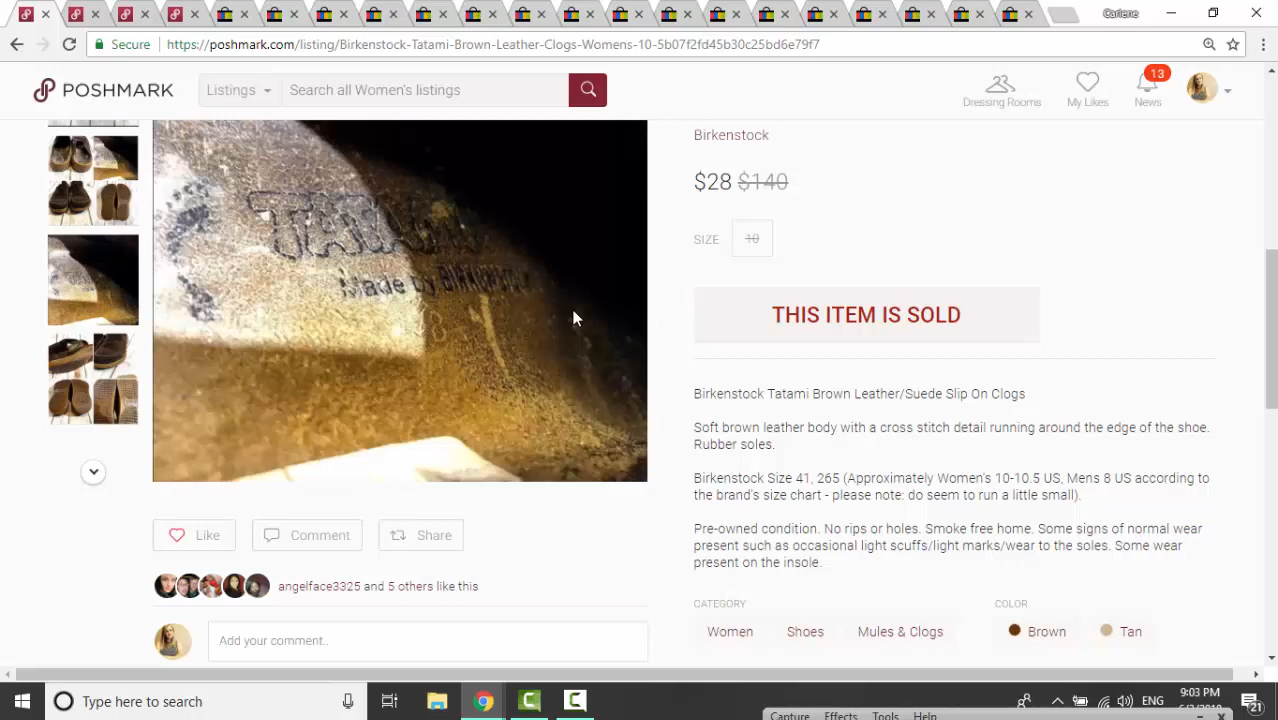 Carlene
Secure https://poshmark.com/listing/Birkenstock-Tatami-Brown-Leather-Clogs-Womens-10-5b07f2fd45b30c25bd6e79f7
POSHMARK Listings Search all Women's listings
13
Dressing Rooms My Likes News
Birkenstock
$28 $140
SIZE 10
TATAMI
Made by BIRKENSTOCK
THIS ITEM IS SOLD
Birkenstock Tatami Brown Leather/Suede Slip On Clogs
Soft brown leather body with a cross stitch detail running around the edge of the shoe.
Rubber soles.
Birkenstock Size 41, 265 (Approximately Women's 10-10.5 US, Mens 8 US according to
the brand's size chart - please note: do seem to run a little small).
Pre-owned condition. No rips or holes. Smoke free home. Some signs of normal wear
present such as occasional light scuffs/light marks/wear to the soles. Some wear
present on the insole.
Like Comment Share
angelface3325 and 5 others like this
Add your comment..
CATEGORY COLOR
Women Shoes Mules & Clogs Brown Tan
Type here to search
ENG
9:03 PM
21
Capture Effects Tools Help